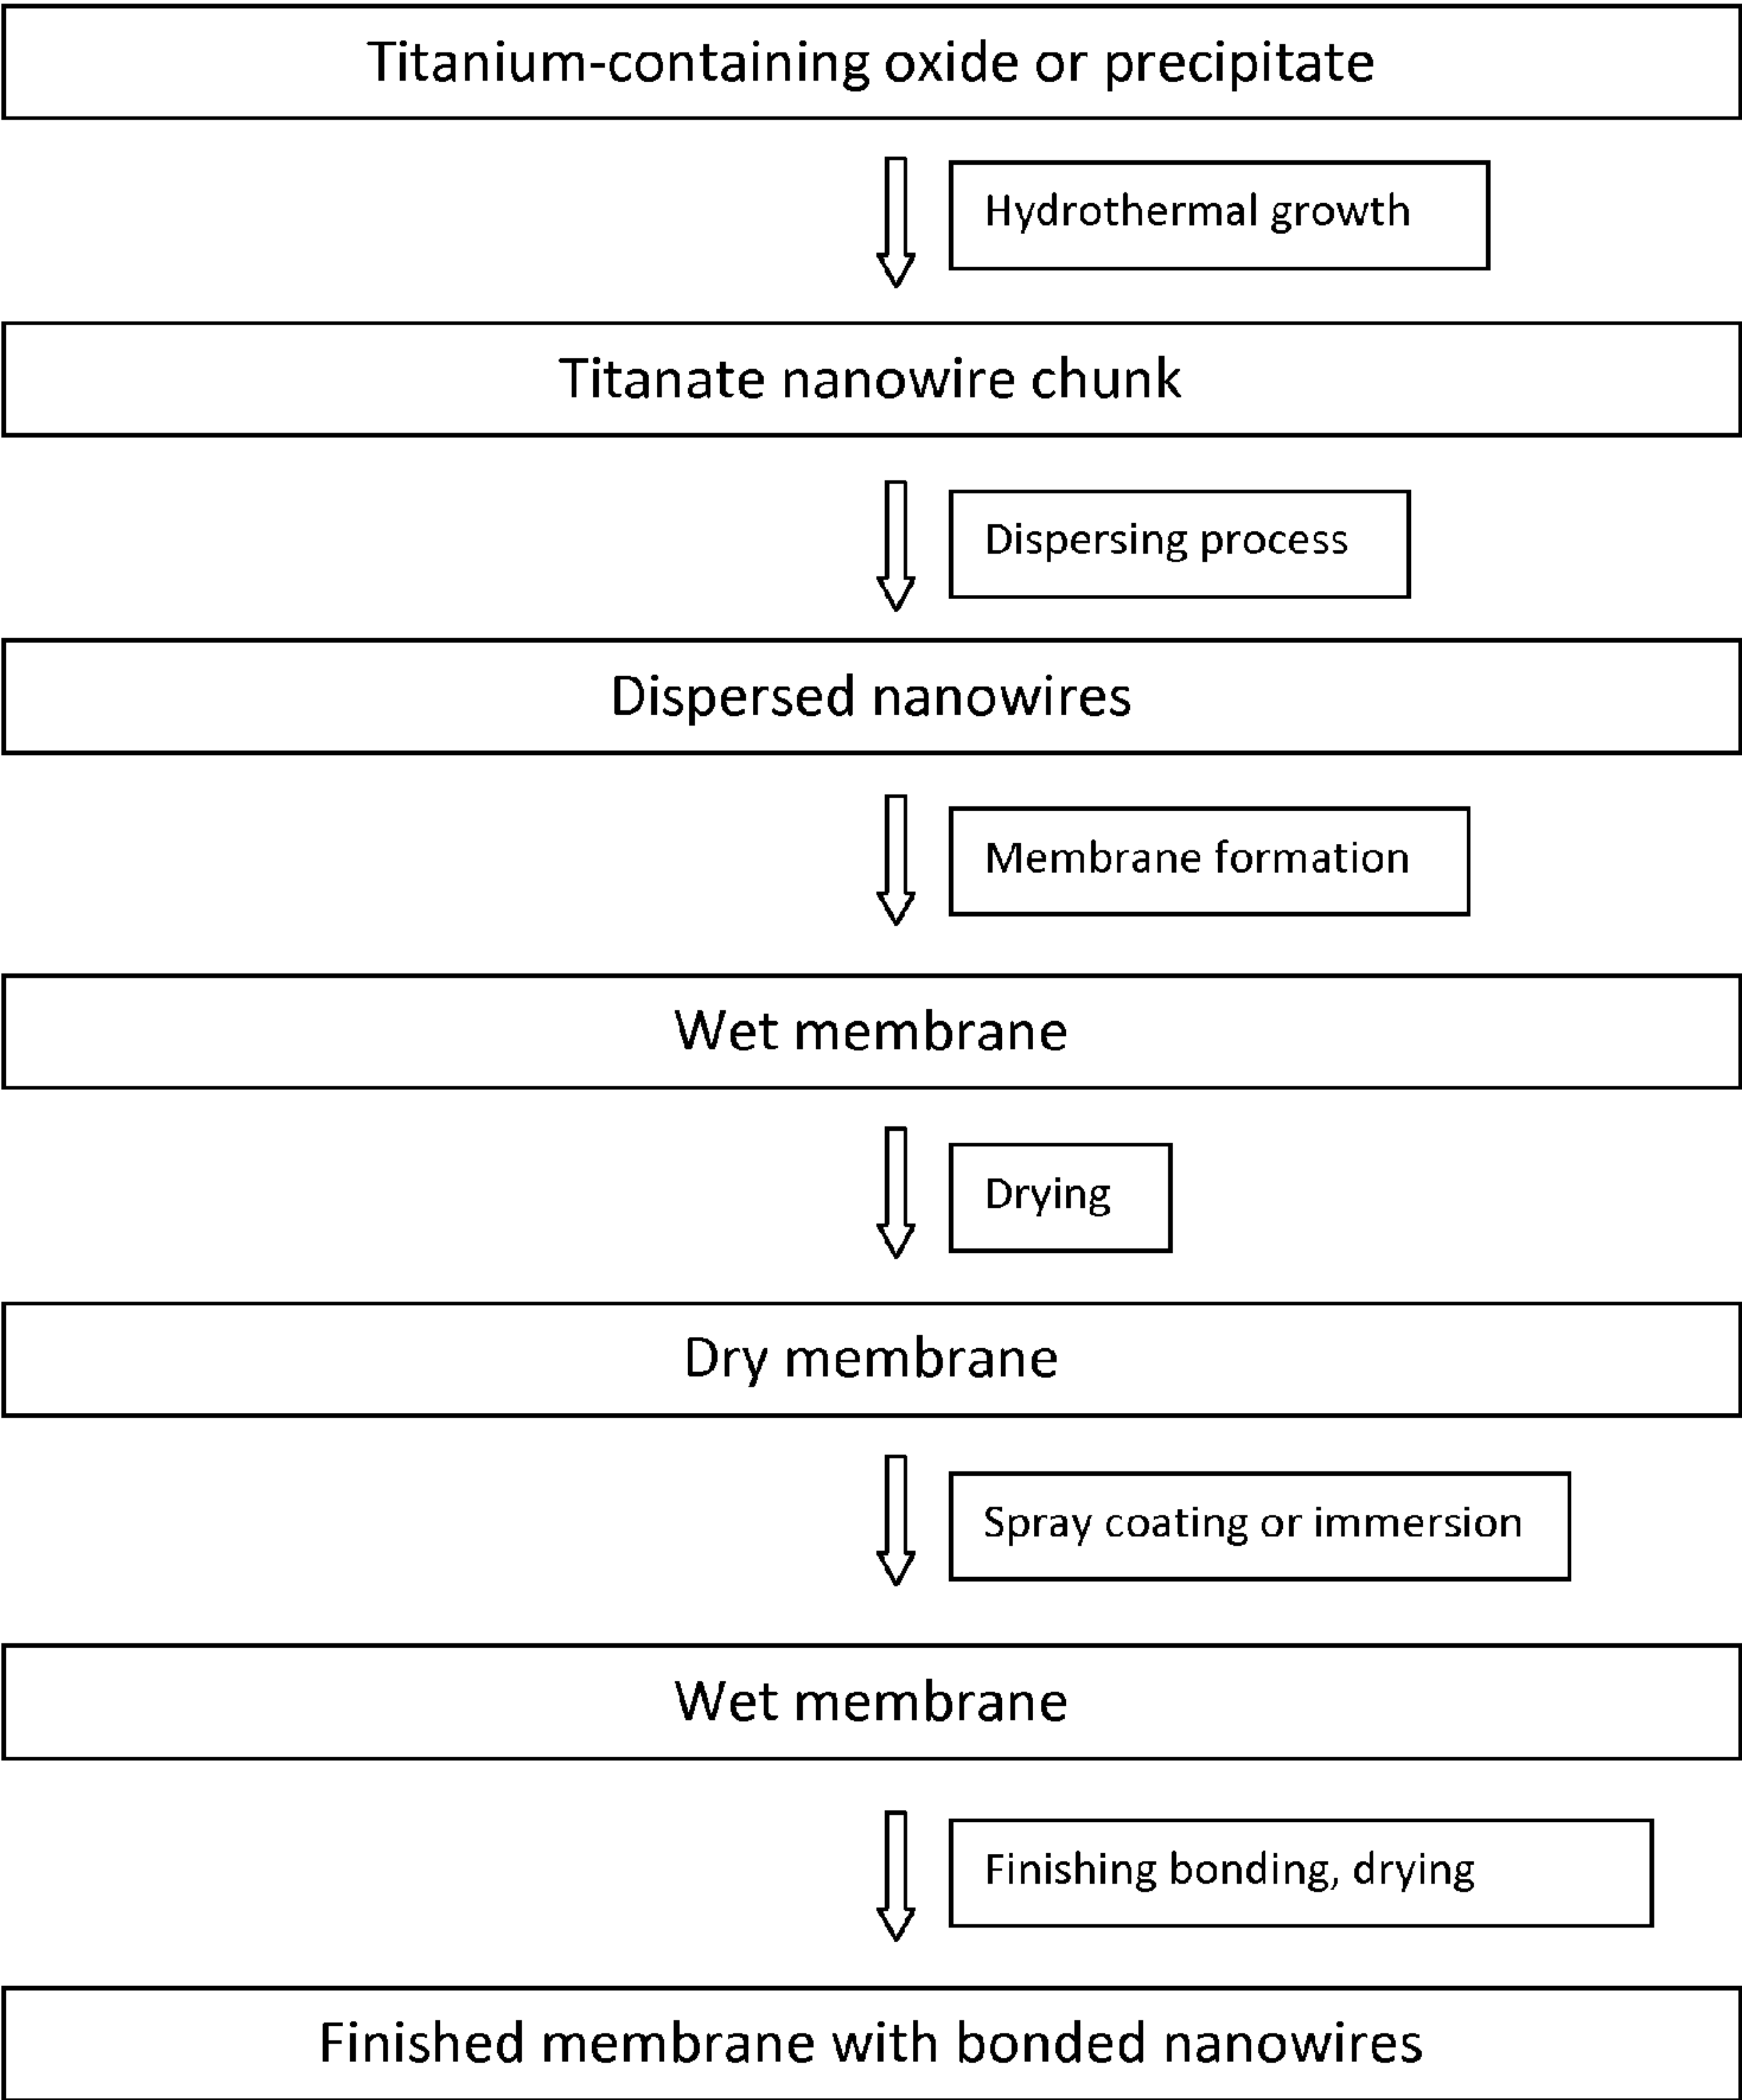 Titanium-containing oxide or precipitate
Hydrothermal growth
Titanate nanowire chunk
Dispersing process
Dispersed nanowires
Membrane formation
Wet membrane
Drying
Dry membrane
Spray coating or immersion
Wet membrane
Finishing bonding, drying
Finished membrane with bonded nanowires